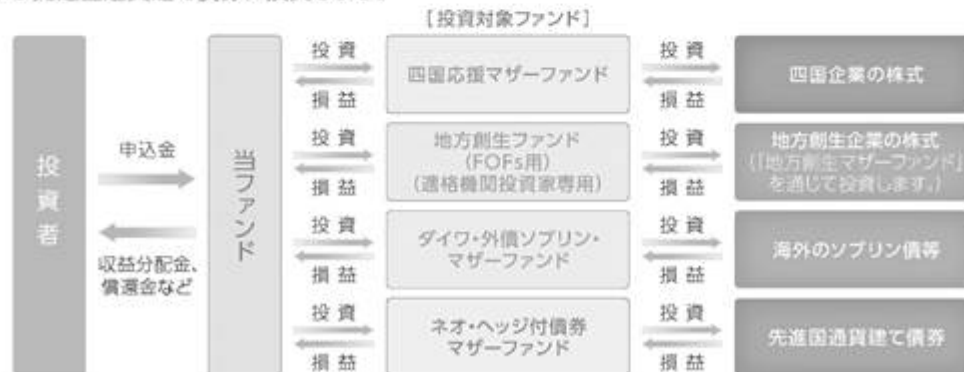 [投資対象ファンド]
投資者
申込金
収益分配金、
償還金など
当ファンド
投資
損益
四国応援マザーファンド
投資
損益
四国企業の株式
投資
損益
地方創生ファンド
(FOFs用)
(適格機関投資家専用)
投資
損益
地方創生企業の株式
(「地方創生マザーファンド」
を通じて投資します。)
投資
損益
ダイワ・外債ソブリン・
マザーファンド
投資
損益
海外のソブリン債等
投資
損益
ネオ・ヘッジ付債券
マザーファンド
投資
損益
先進国通貨建て債券